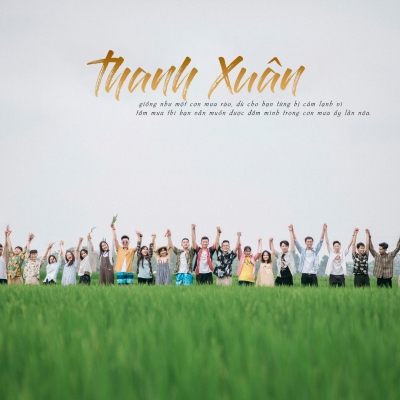 Thanh Xuân
giống như một cơn mưa rào, dù cho bạn từng bị cảm lạnh vì
tắm mưa thì bạn vẫn muốn được đắm mình trong cơn mưa ấy lần nữa.